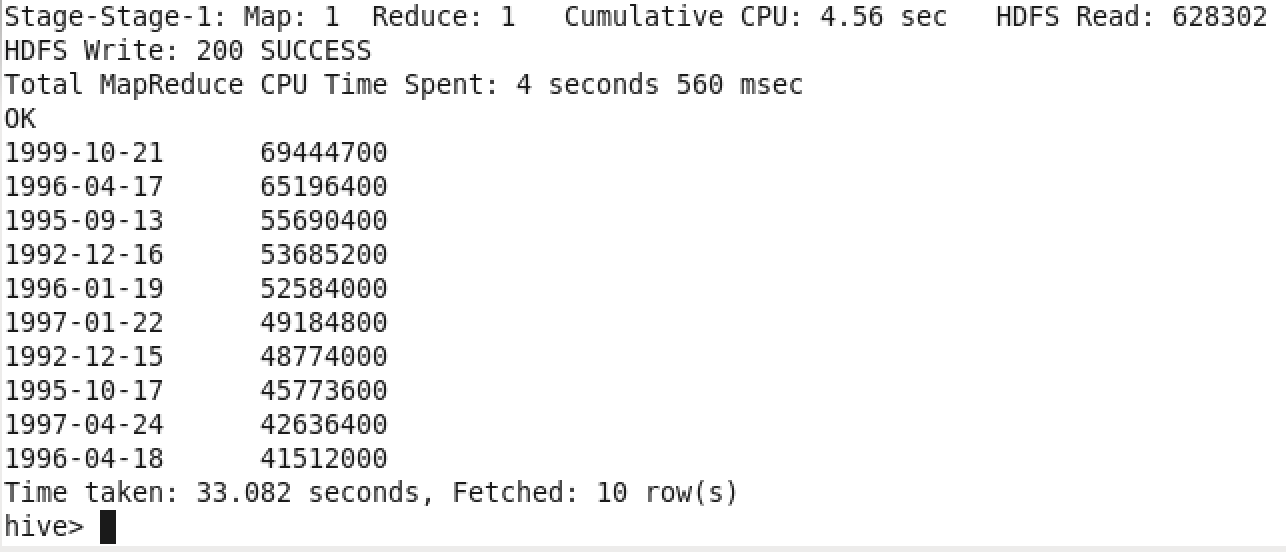 Stage-Stage-1: Map: 1  Reduce: 1   Cumulative CPU: 4.56 sec   HDFS Read: 628302
HDFS Write: 200 SUCCESS
Total MapReduce CPU Time Spent: 4 seconds 560 msec
OK
1999-10-21      69444700
1996-04-17      65196400
1995-09-13      55690400
1992-12-16      53685200
1996-01-19      52584000
1997-01-22      49184800
1992-12-15      48774000
1995-10-17      45773600
1997-04-24      42636400
1996-04-18      41512000
Time taken: 33.082 seconds, Fetched: 10 row(s)
hive>